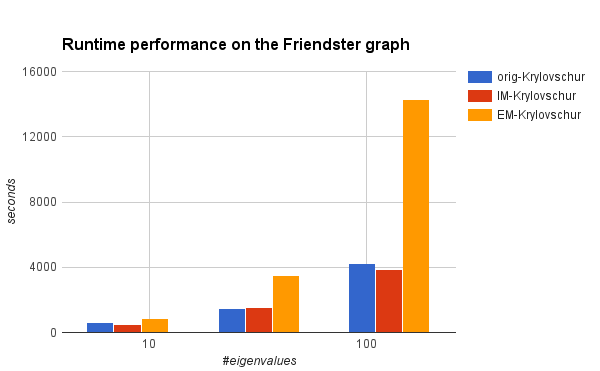 Runtime performance on the Friendster graph
orig-Krylovschur
IM-Krylovschur
EM-Krylovschur
16000
12000
8000
4000
0
seconds
10
100
#eigenvalues